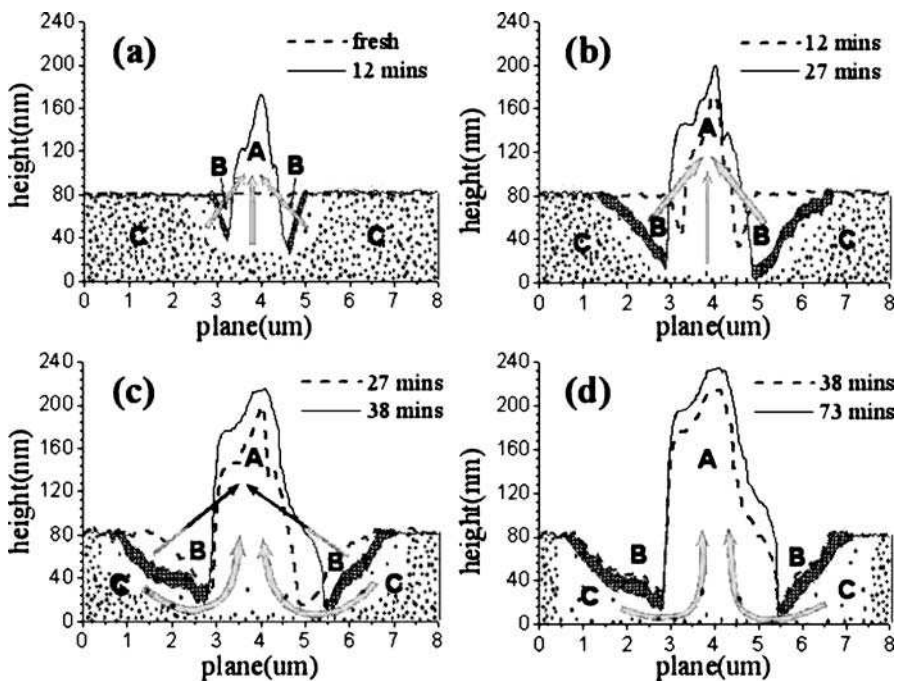 (a)
fresh
12 mins
height(nm)
240
200
160
120
80
40
0
B A B
C C
0 1 2 3 4 5 6 7 8
plane(um)
(b)
12 mins
27 mins
height(nm)
240
200
160
120
80
40
0
A
B B
C C
0 1 2 3 4 5 6 7 8
plane(um)
(c)
27 mins
38 mins
height(nm)
240
200
160
120
80
40
0
A
B B
C C
0 1 2 3 4 5 6 7 8
plane(um)
(d)
38 mins
73 mins
height(nm)
240
200
160
120
80
40
0
A
B B
C C
0 1 2 3 4 5 6 7 8
plane(um)